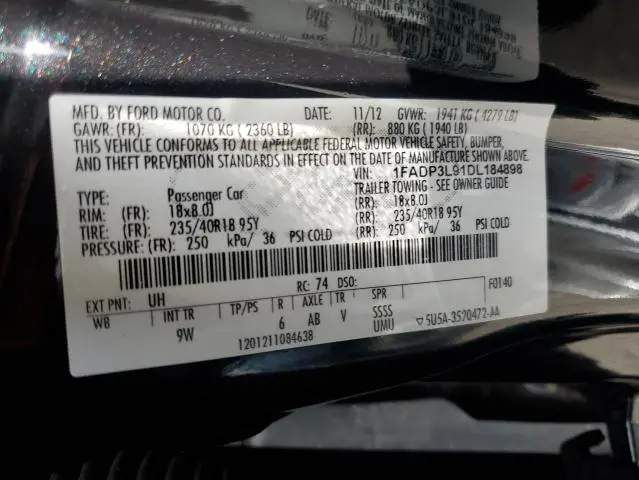 MFD. BY FORD MOTOR CO. DATE: 11/12 GVWR: 1941 KG ( 4279 LB)
GAWR: (FR): 1070 KG ( 2360 LB) (RR): 880 KG ( 1940 LB)
THIS VEHICLE CONFORMS TO ALL APPLICABLE FEDERAL MOTOR VEHICLE SAFETY, BUMPER,
AND THEFT PREVENTION STANDARDS IN EFFECT ON THE DATE OF MANUFACTURE SHOWN ABOVE.
VIN: 1FADP3L91DL184898
TYPE: Passenger Car TRAILER TOWING - SEE OWNER GUIDE
RIM: (FR) 18x8.0J (RR) 18x8.0J
TIRE: (FR) 235/40R18 95Y (RR) 235/40R18 95Y
PRESSURE: (FR) 250 kPa/ 36 PSI COLD (RR) 250 kPa/ 36 PSI COLD
RC: 74 DSO: F0140
EXT PNT: UH
WB INT TR TP/PS R AXLE TR SPR
9W 6 AB V SSSS
UMU
1201211084638
5U5A-3520472-AA